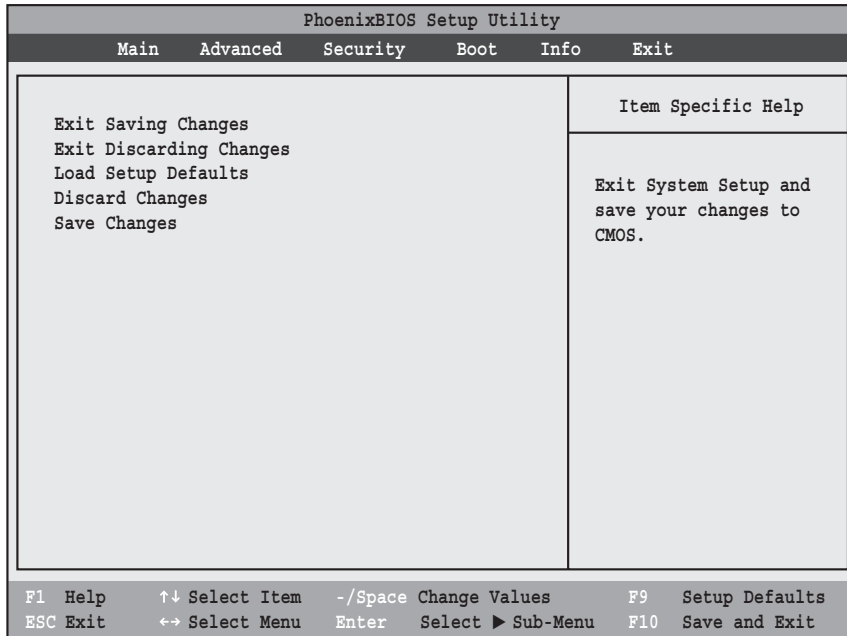 PhoenixBIOS Setup Utility
Main Advanced Security Boot Info Exit
Exit Saving Changes
Exit Discarding Changes
Load Setup Defaults
Discard Changes
Save Changes
Item Specific Help
Exit System Setup and
save your changes to
CMOS.
F1 Help ↑↓ Select Item -/Space Change Values F9 Setup Defaults
ESC Exit ←→ Select Menu Enter Select ▶ Sub-Menu F10 Save and Exit